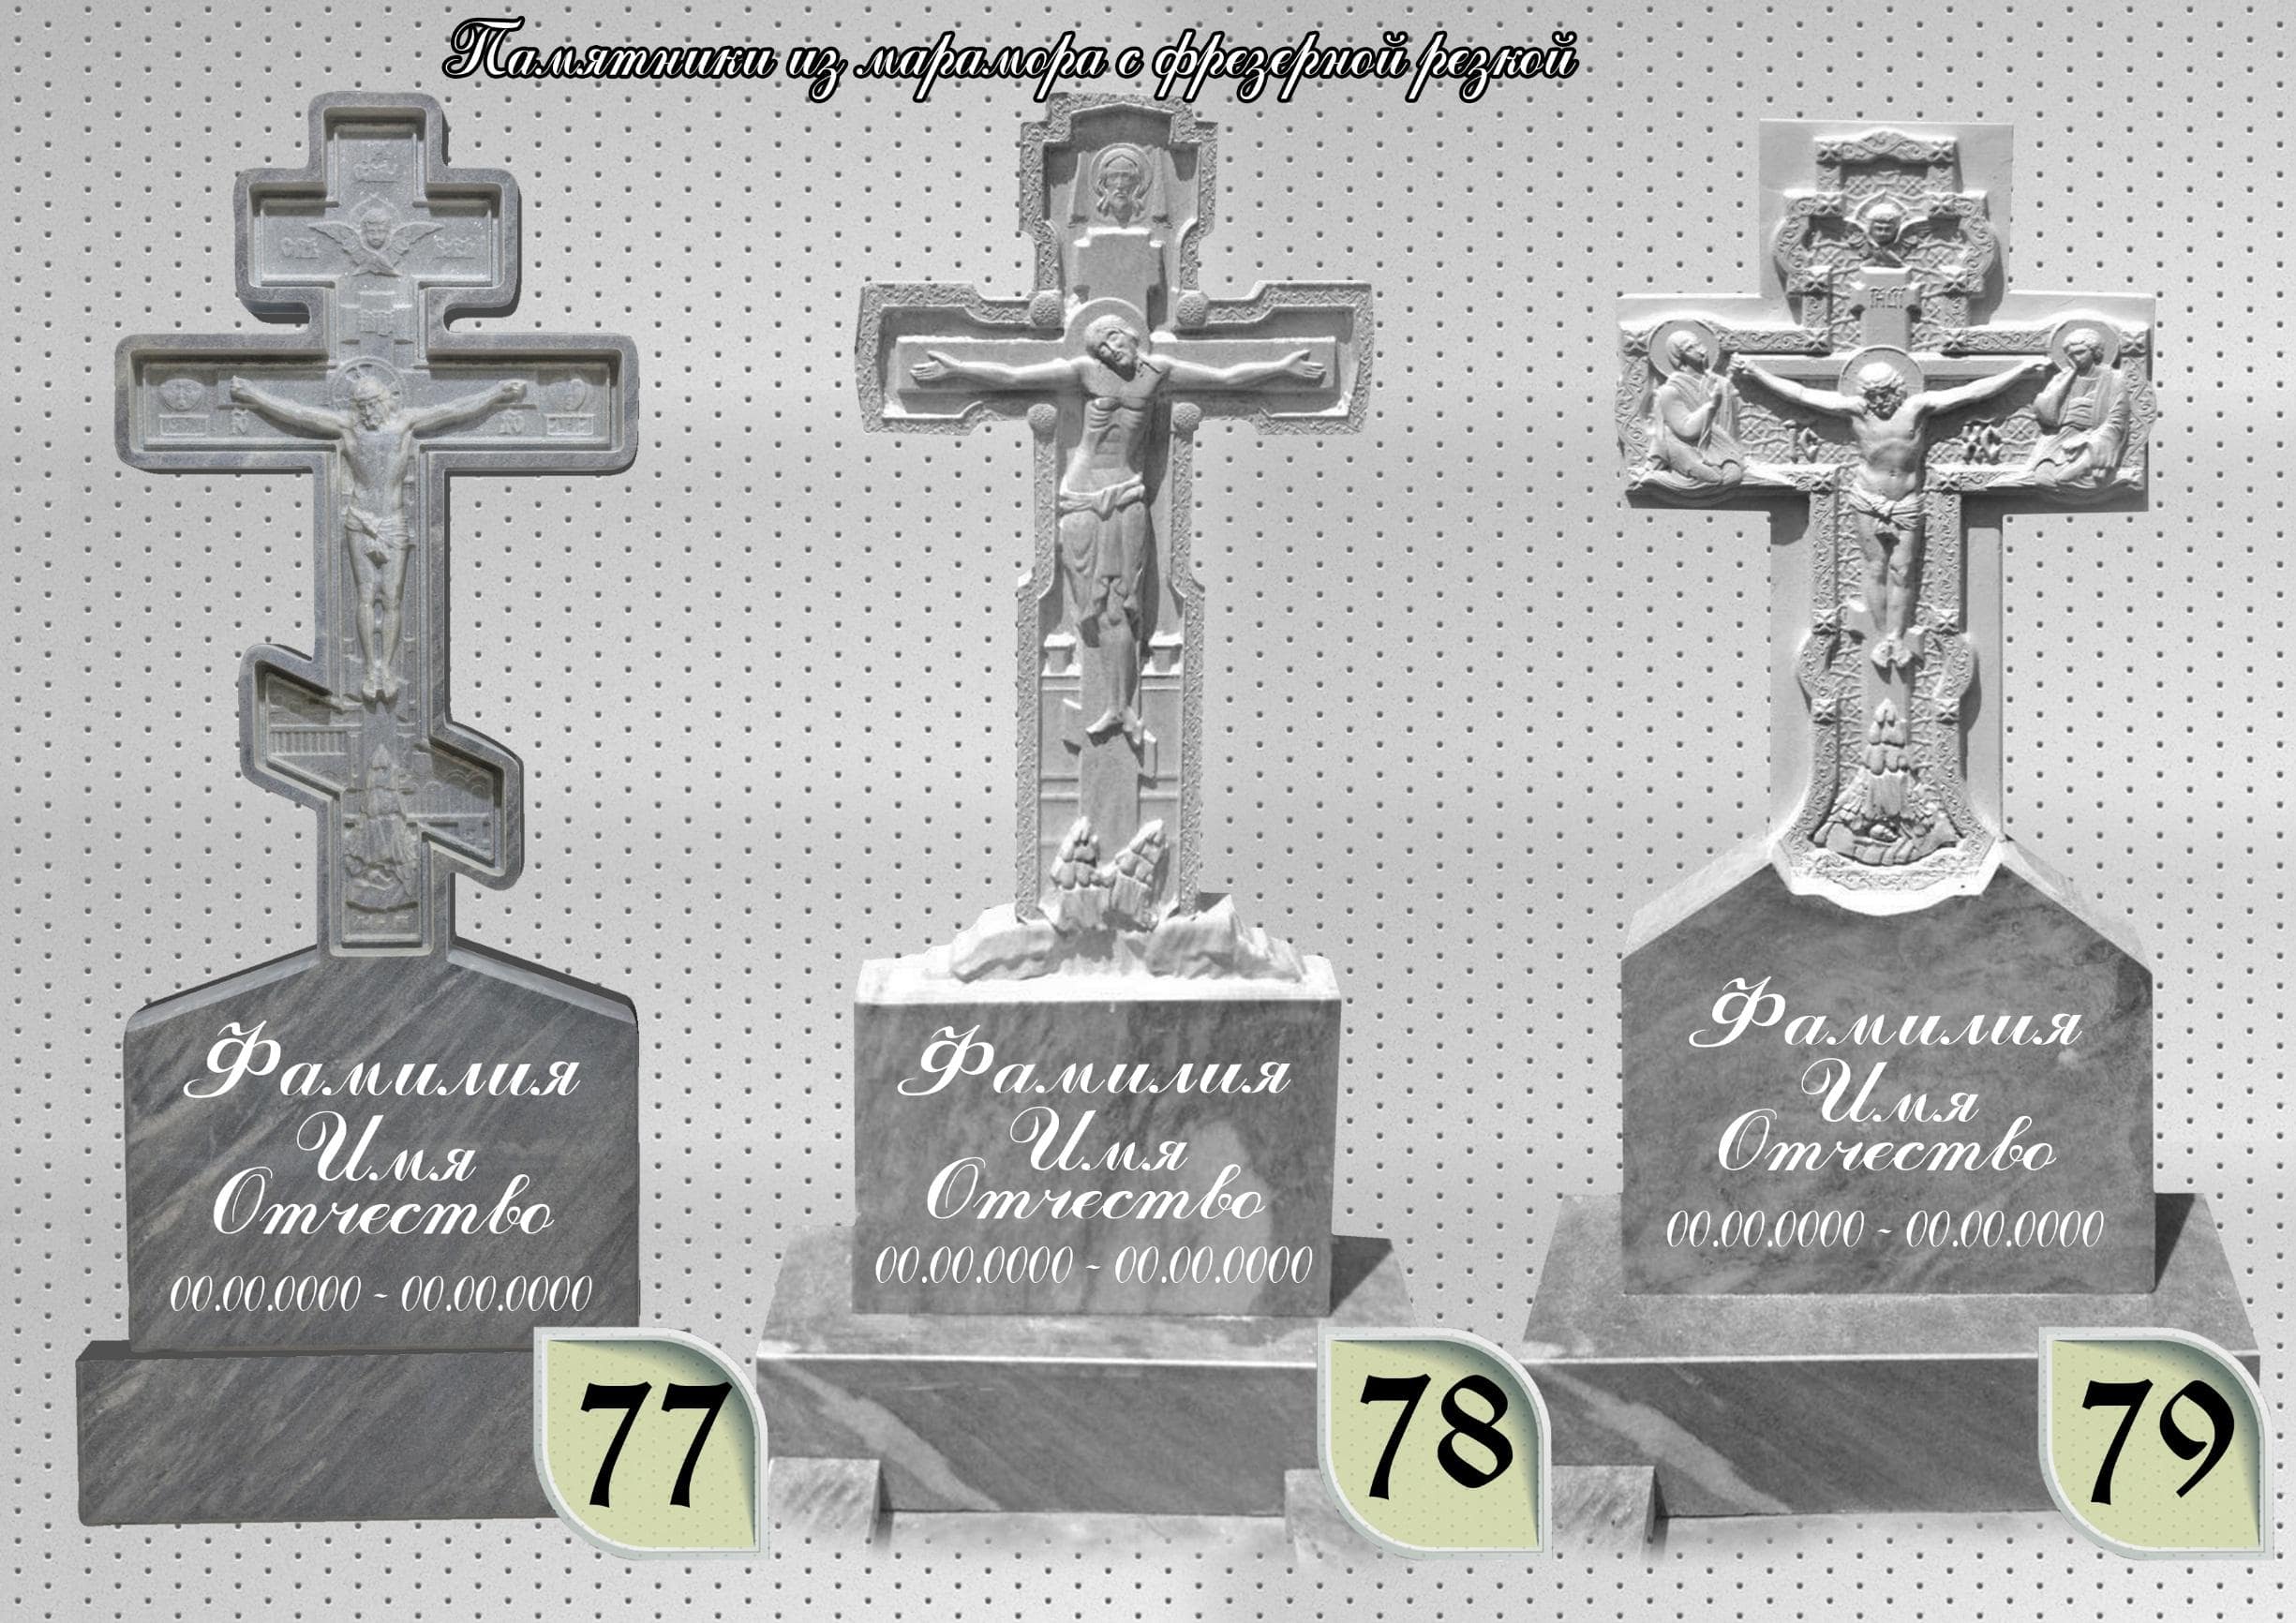 Памятники из марамора с фрезерной резкой
Фамилия
Имя
Отчество
00.00.0000 - 00.00.0000
77
Фамилия
Имя
Отчество
00.00.0000 - 00.00.0000
78
Фамилия
Имя
Отчество
00.00.0000 - 00.00.0000
79